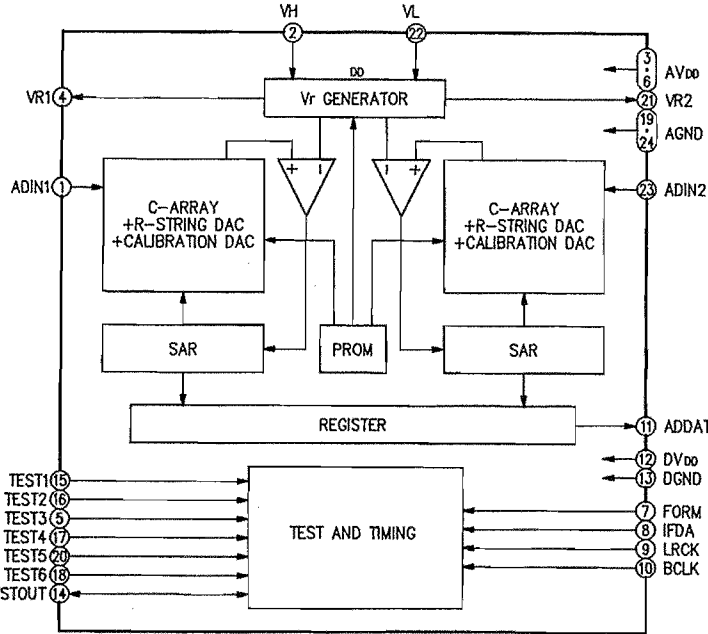 VH VL
2 22
3 · 6 AVDD
DD
Vr GENERATOR
VR1 4
21 VR2
19 · 24 AGND
+ − − +
ADIN1 1
23 ADIN2
C-ARRAY
+R-STRING DAC
+CALIBRATION DAC
C-ARRAY
+R-STRING DAC
+CALIBRATION DAC
SAR
PROM
SAR
REGISTER
11 ADDAT
12 DVDD
13 DGND
TEST1 15
TEST2 16
TEST3 5
TEST4 17
TEST5 20
TEST6 18
STOUT 14
TEST AND TIMING
7 FORM
8 IFDA
9 LRCK
10 BCLK